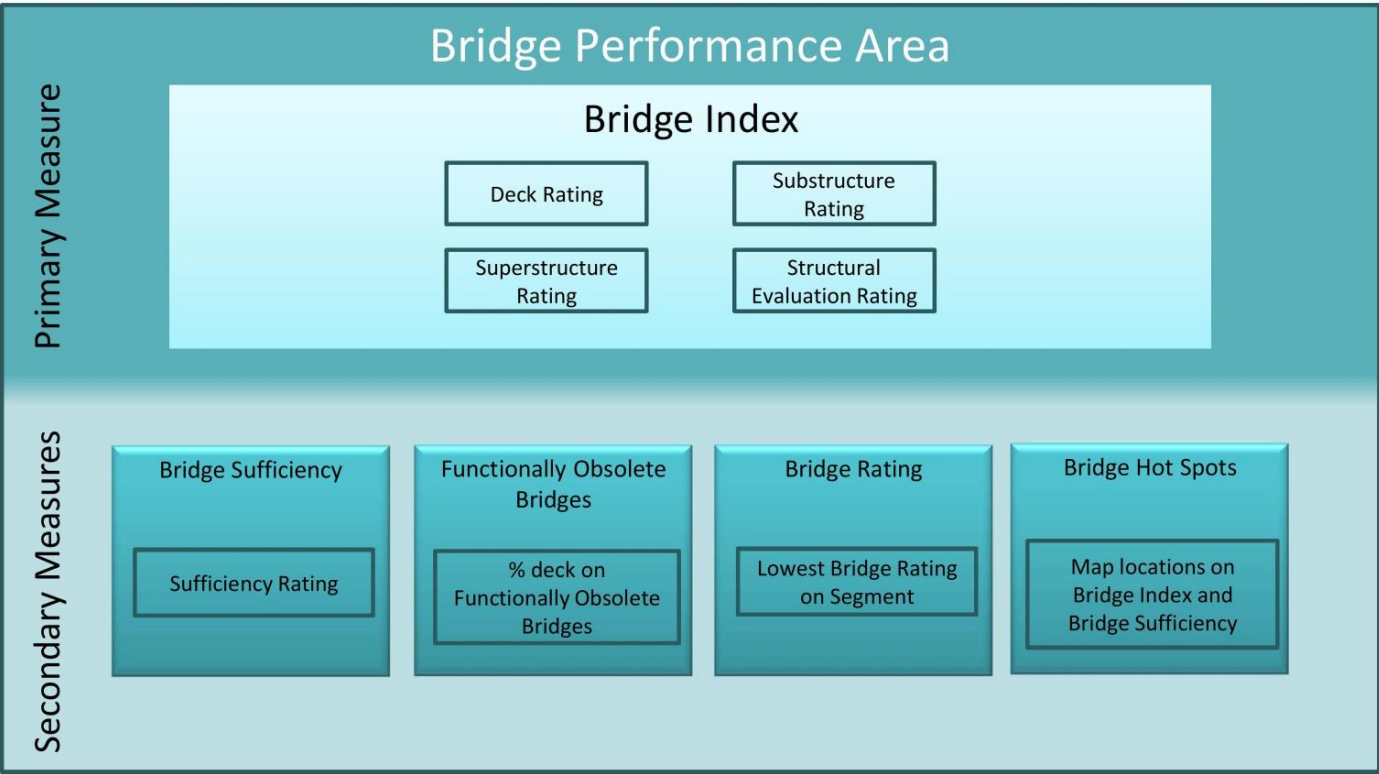 Bridge Performance Area
Primary Measure
Bridge Index
Deck Rating
Substructure
Rating
Superstructure
Rating
Structural
Evaluation Rating
Secondary Measures
Bridge Sufficiency
Sufficiency Rating
Functionally Obsolete
Bridges
% deck on
Functionally Obsolete
Bridges
Bridge Rating
Lowest Bridge Rating
on Segment
Bridge Hot Spots
Map locations on
Bridge Index and
Bridge Sufficiency